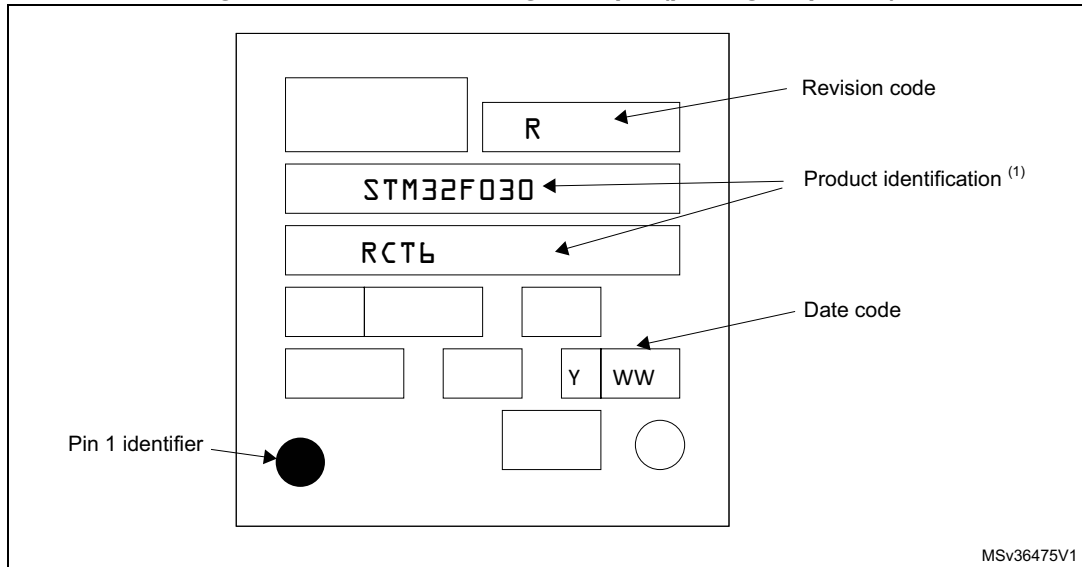 Revision code
R
Product identification (1)
STM32F030
RCT6
Date code
Y WW
Pin 1 identifier
MSv36475V1